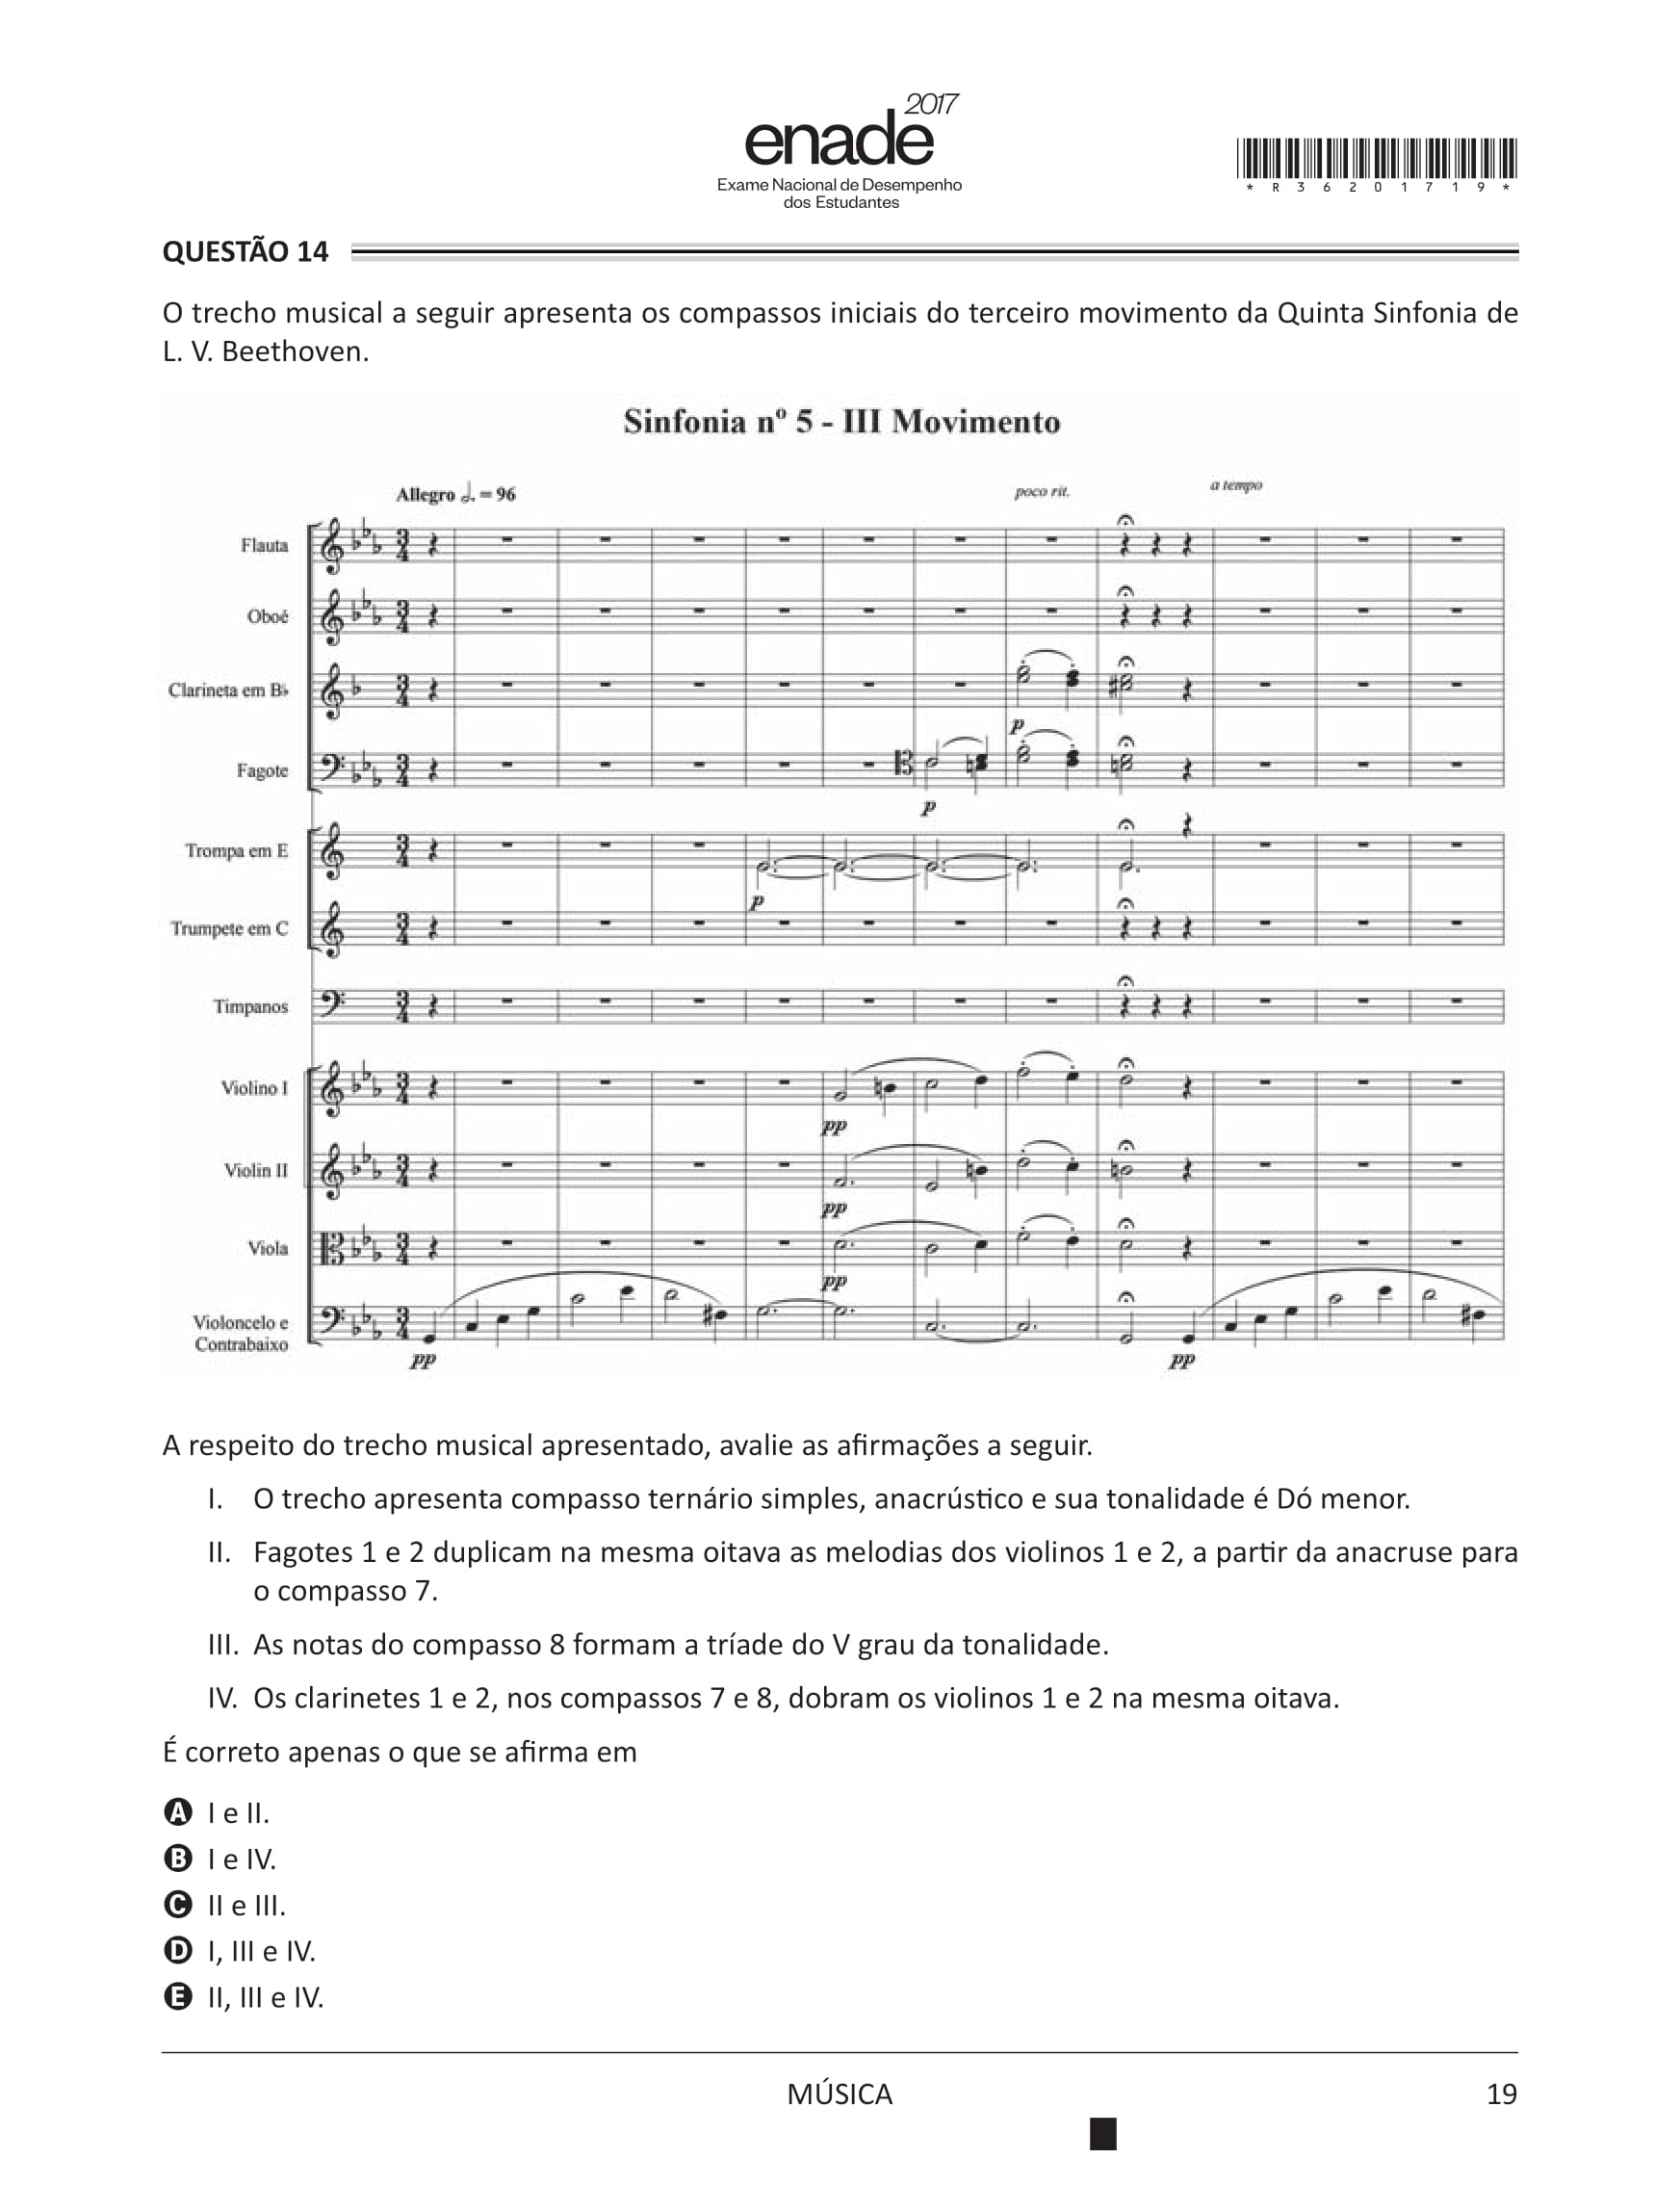 2017
enade
Exame Nacional de Desempenho
dos Estudantes
* R 3 6 2 0 1 7 1 9 *
QUESTÃO 14
O trecho musical a seguir apresenta os compassos iniciais do terceiro movimento da Quinta Sinfonia de
L. V. Beethoven.
Sinfonia nº 5 - III Movimento
Allegro 𝅗𝅥. = 96
poco rit.
a tempo
Flauta
Oboé
Clarineta em B♭
p
Fagote
p
Trompa em E
p
Trumpete em C
Tímpanos
Violino I
pp
Violin II
pp
Viola
pp
Violoncelo e
Contrabaixo
pp
pp
A respeito do trecho musical apresentado, avalie as afirmações a seguir.
I. O trecho apresenta compasso ternário simples, anacrústico e sua tonalidade é Dó menor.
II. Fagotes 1 e 2 duplicam na mesma oitava as melodias dos violinos 1 e 2, a partir da anacruse para
o compasso 7.
III. As notas do compasso 8 formam a tríade do V grau da tonalidade.
IV. Os clarinetes 1 e 2, nos compassos 7 e 8, dobram os violinos 1 e 2 na mesma oitava.
É correto apenas o que se afirma em
A I e II.
B I e IV.
C II e III.
D I, III e IV.
E II, III e IV.
MÚSICA
19